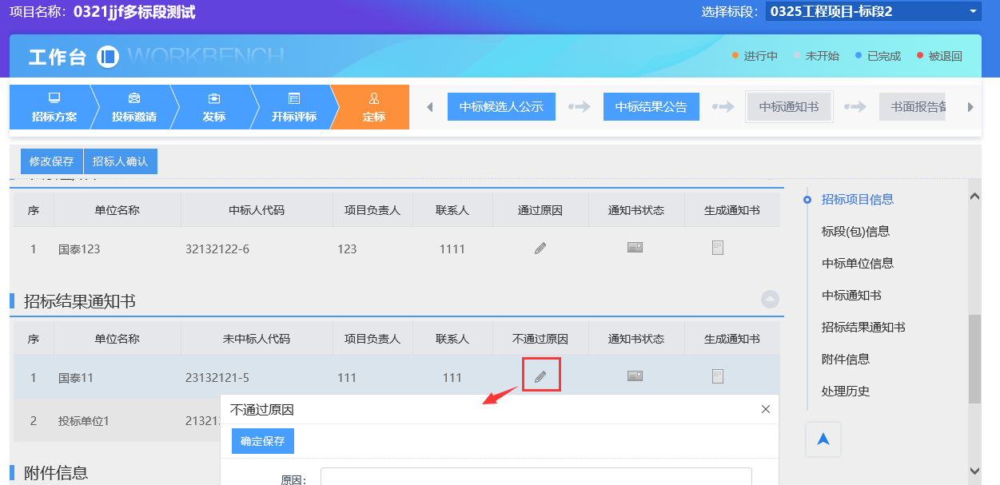 项目名称: 0321jjf多标段测试
选择标段: 0325工程项目-标段2
工作台 WORKBENCH
进行中 未开始 已完成 被退回
招标方案 投标邀请 发标 开标评标 定标
中标候选人公示 中标结果公告 中标通知书 书面报告备
修改保存 招标人确认
序 单位名称 中标人代码 项目负责人 联系人 通过原因 通知书状态 生成通知书
1 国泰123 32132122-6 123 1111
招标结果通知书
序 单位名称 未中标人代码 项目负责人 联系人 不通过原因 通知书状态 生成通知书
1 国泰11 23132121-5 111 111
2 投标单位1 21321
不通过原因
确定保存
原因:
附件信息
招标项目信息
标段(包)信息
中标单位信息
中标通知书
招标结果通知书
附件信息
处理历史